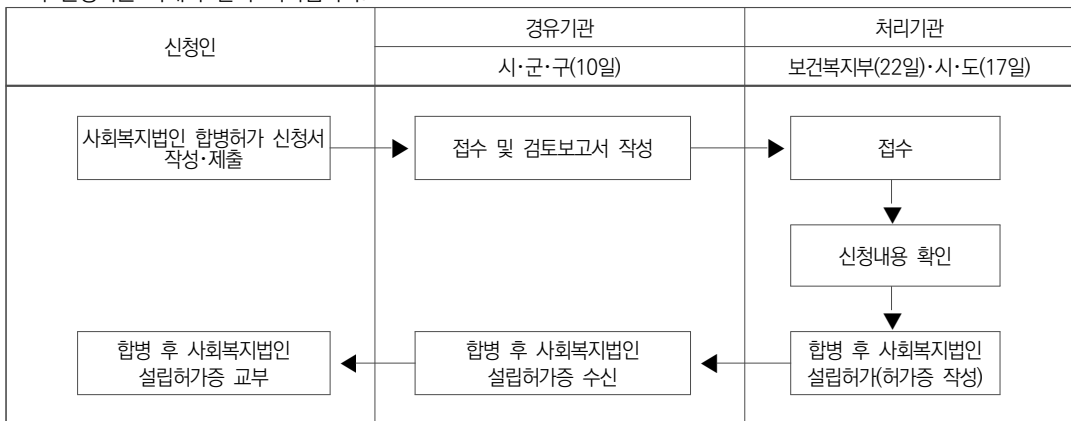 신청인
경유기관
처리기관
시·군·구(10일)
보건복지부(22일)·시·도(17일)
사회복지법인 합병허가 신청서
작성·제출
접수 및 검토보고서 작성
접수
신청내용 확인
합병 후 사회복지법인
설립허가증 교부
합병 후 사회복지법인
설립허가증 수신
합병 후 사회복지법인
설립허가(허가증 작성)